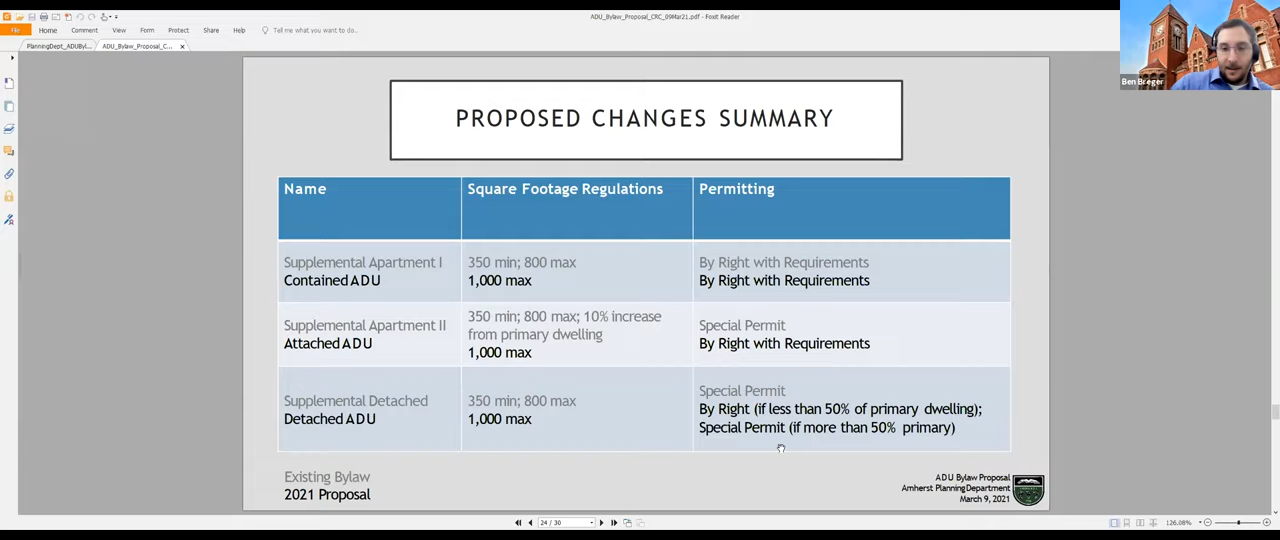 ADU_Bylaw_Proposal_CRC_09Mar21.pdf - Foxit Reader
File Home Comment View Form Protect Share Help Tell me what you want to do..
PlanningDept_ADUByl... ADU_Bylaw_Proposal_C...
Ben Breger
PROPOSED CHANGES SUMMARY
Name Square Footage Regulations Permitting
Supplemental Apartment I 350 min; 800 max By Right with Requirements
Contained ADU 1,000 max By Right with Requirements
Supplemental Apartment II 350 min; 800 max; 10% increase from primary dwelling Special Permit
Attached ADU 1,000 max By Right with Requirements
Supplemental Detached 350 min; 800 max Special Permit
Detached ADU 1,000 max By Right (if less than 50% of primary dwelling);
Special Permit (if more than 50% primary)
Existing Bylaw
2021 Proposal
ADU Bylaw Proposal
Amherst Planning Department
March 9, 2021
24 / 30
126.08%